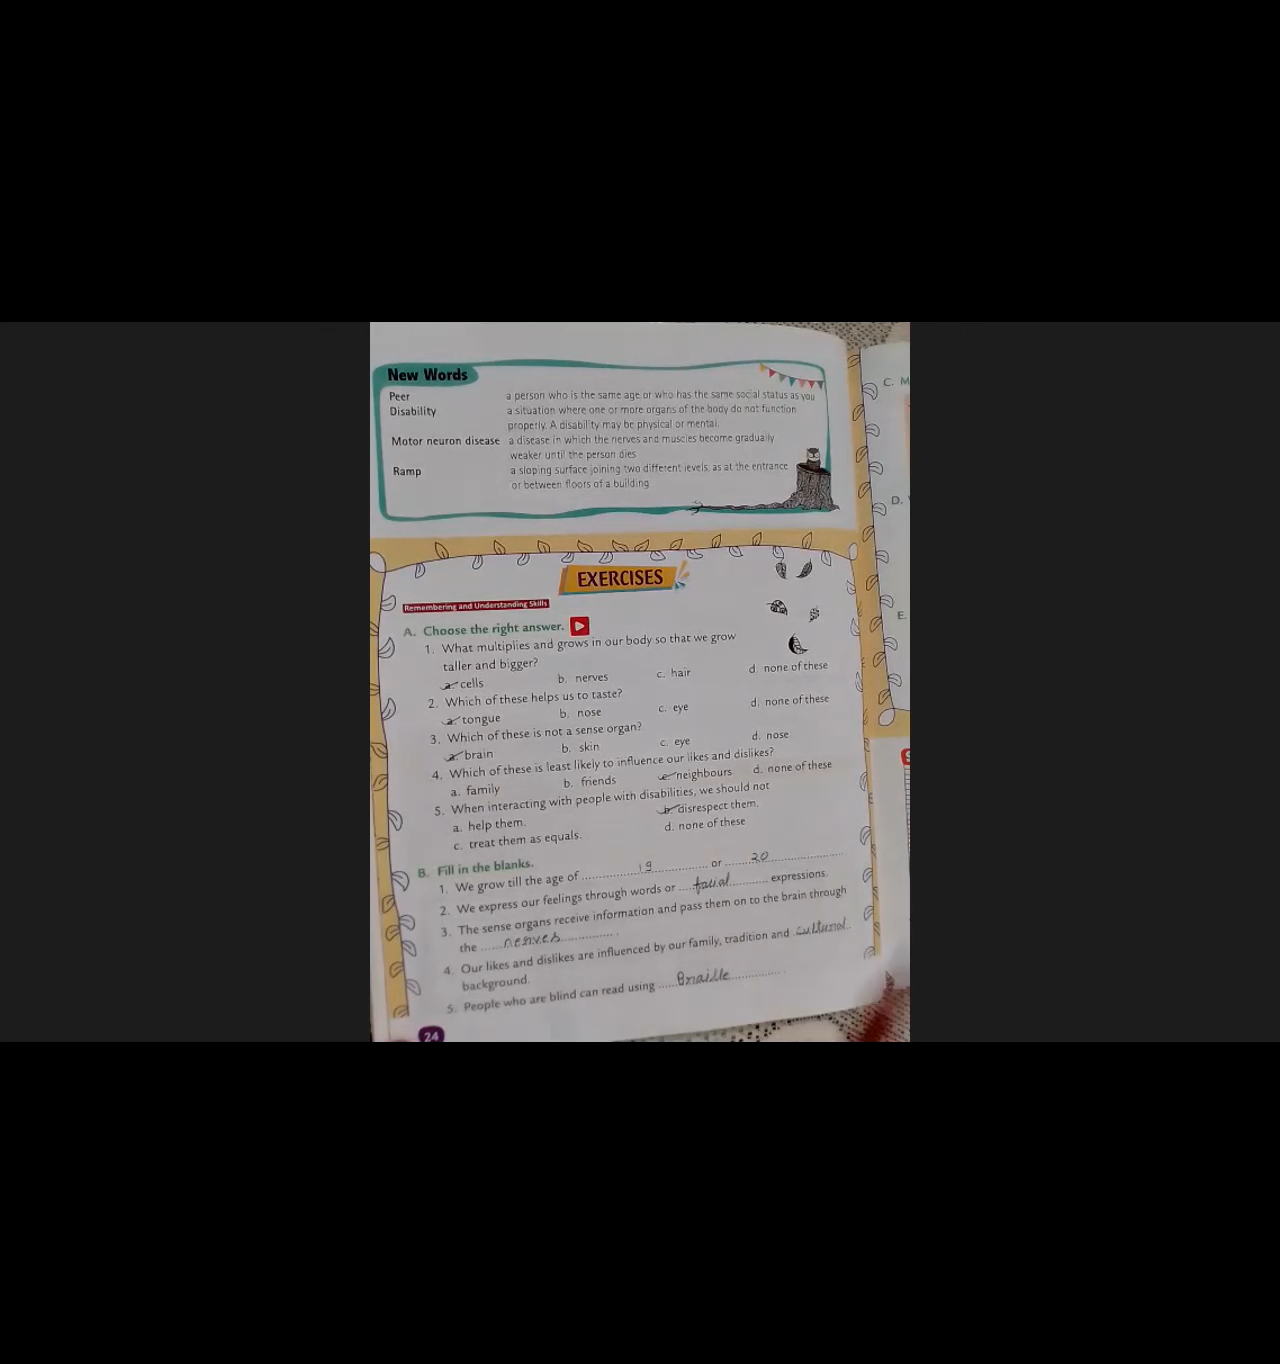 New Words
Peer a person who is the same age or who has the same social status as you
Disability a situation where one or more organs of the body do not function
properly. A disability may be physical or mental.
Motor neuron disease a disease in which the nerves and muscles become gradually
weaker until the person dies
Ramp a sloping surface joining two different levels, as at the entrance
or between floors of a building
EXERCISES
Remembering and Understanding Skills
A. Choose the right answer.
1. What multiplies and grows in our body so that we grow
taller and bigger?
a. cells b. nerves c. hair d. none of these
2. Which of these helps us to taste?
a. tongue b. nose c. eye d. none of these
3. Which of these is not a sense organ?
a. brain b. skin c. eye d. nose
4. Which of these is least likely to influence our likes and dislikes?
a. family b. friends c. neighbours d. none of these
5. When interacting with people with disabilities, we should not
a. help them. b. disrespect them.
c. treat them as equals. d. none of these
B. Fill in the blanks.
1. We grow till the age of 19 or 20
2. We express our feelings through words or facial expressions.
3. The sense organs receive information and pass them on to the brain through
the nerves.
4. Our likes and dislikes are influenced by our family, tradition and cultural
background.
5. People who are blind can read using Braille.
24
C. M
D.
E.